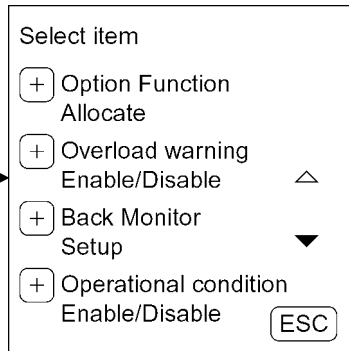 Select item
+ Option Function
Allocate
+ Overload warning
Enable/Disable
+ Back Monitor
Setup
+ Operational condition
Enable/Disable
ESC